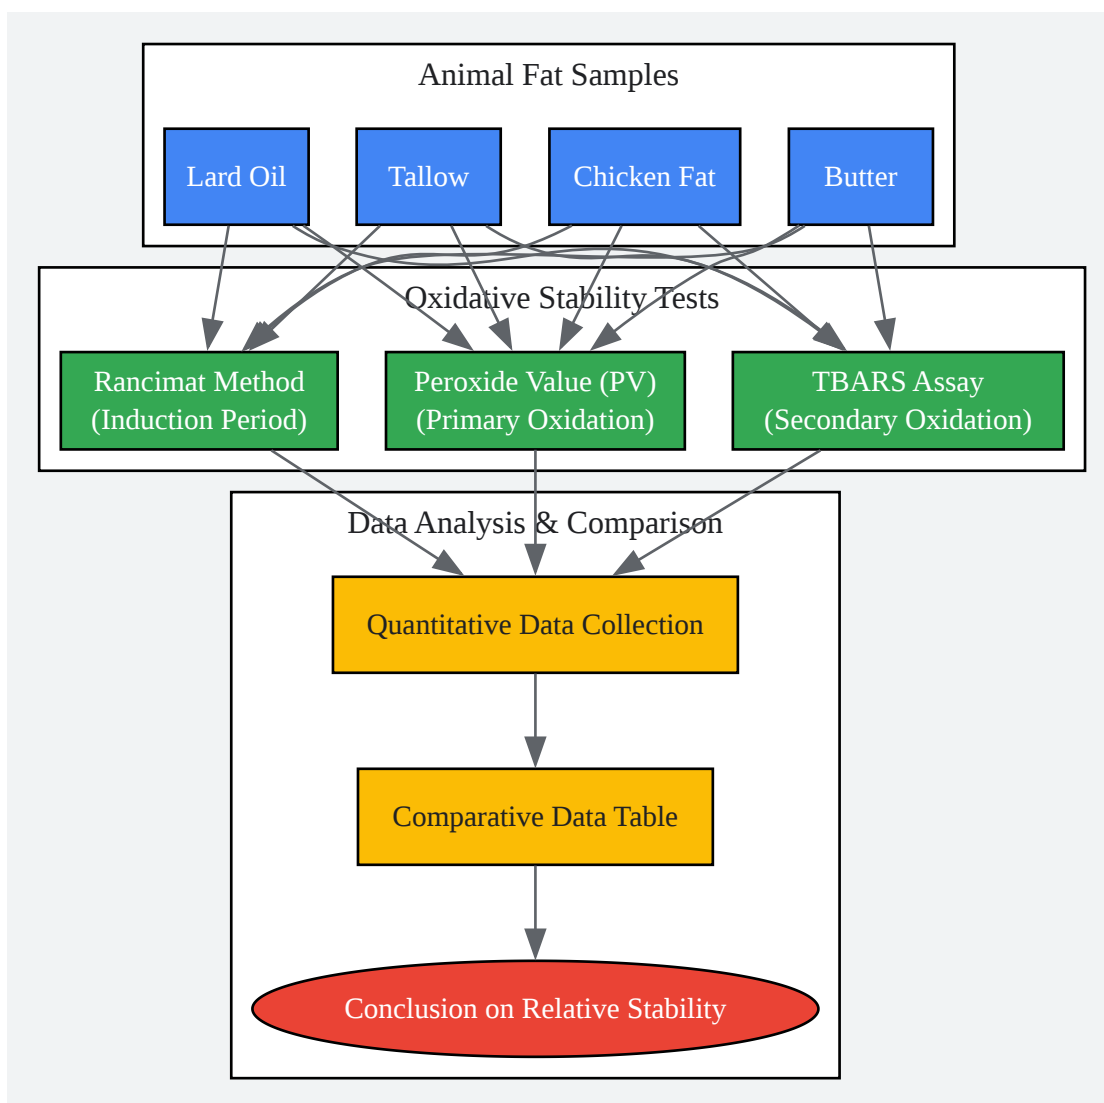 Animal Fat Samples
Lard Oil
Tallow
Chicken Fat
Butter
Oxidative Stability Tests
Rancimat Method
(Induction Period)
Peroxide Value (PV)
(Primary Oxidation)
TBARS Assay
(Secondary Oxidation)
Data Analysis & Comparison
Quantitative Data Collection
Comparative Data Table
Conclusion on Relative Stability